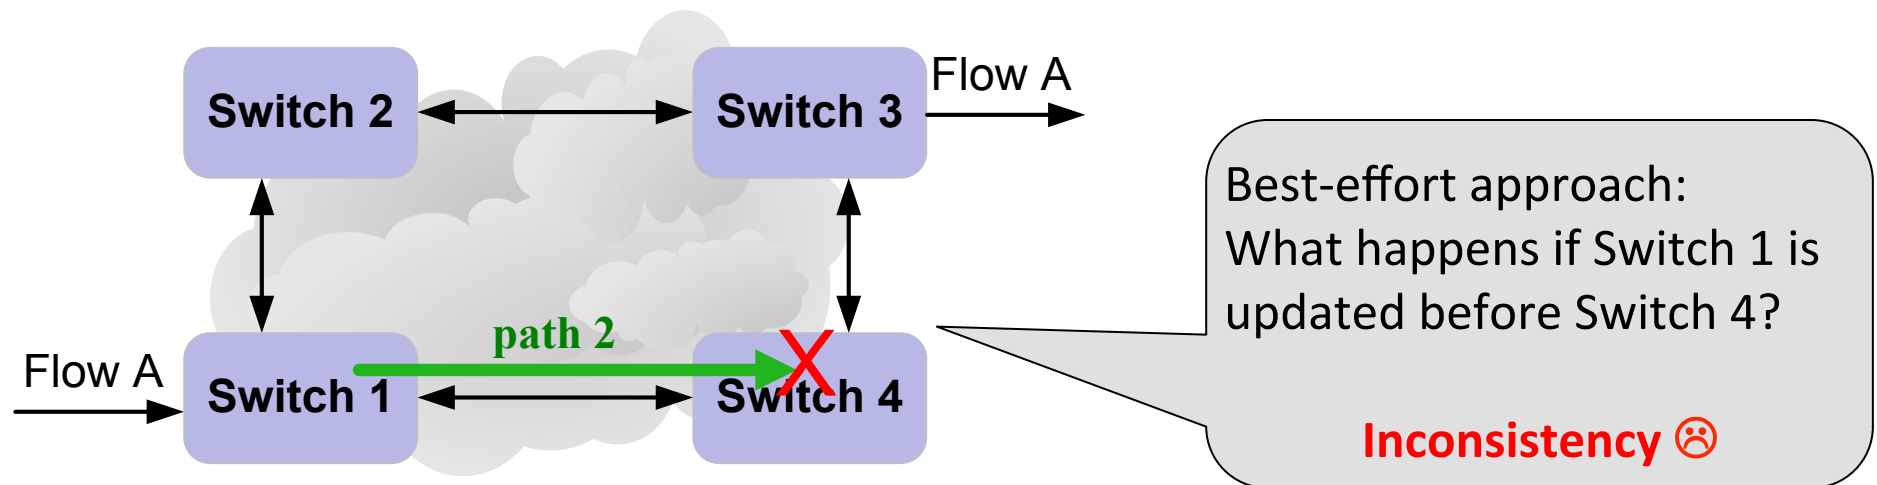 Switch 2
Switch 3
Flow A
Best-effort approach:
What happens if Switch 1 is
updated before Switch 4?
path 2
X
Flow A
Switch 1
Switch 4
Inconsistency ☹